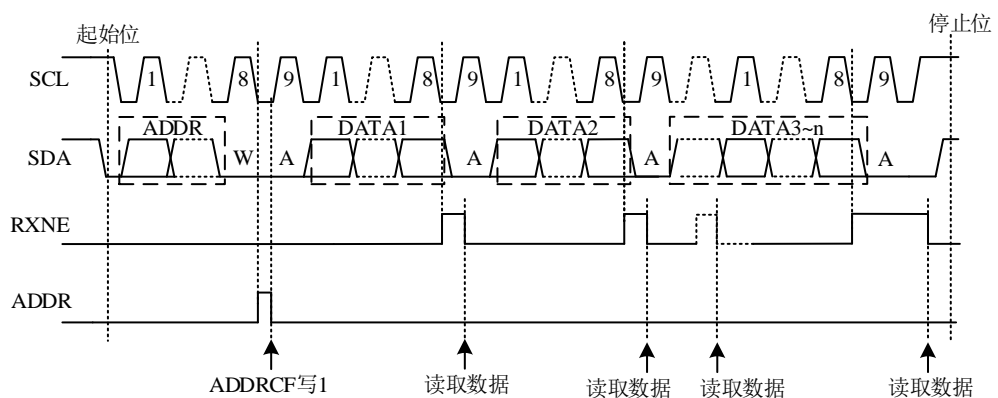 起始位 停止位
SCL 1 8 9 1 8 9 1 8 9 1 8 9
ADDR DATA1 DATA2 DATA3~n
SDA W A A A A
RXNE
ADDR
ADDRCF写1 读取数据 读取数据 读取数据 读取数据